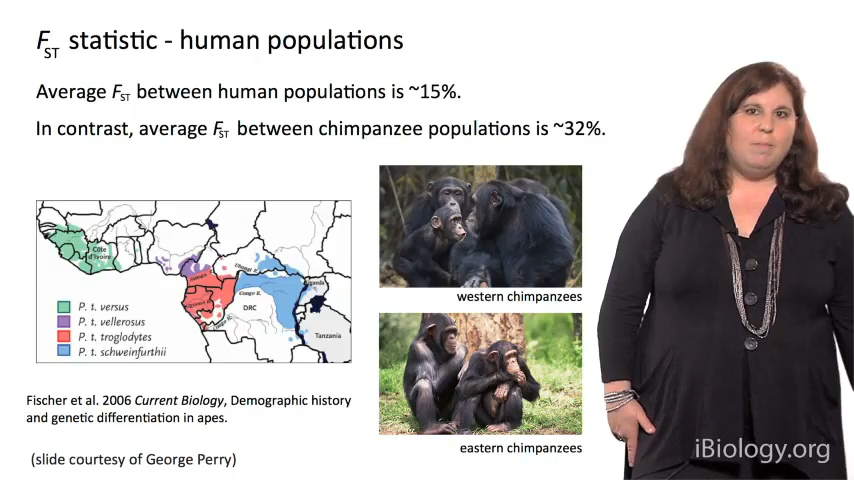 FST statistic - human populations
Average FST between human populations is ~15%.
In contrast, average FST between chimpanzee populations is ~32%.
Côte
d'Ivoire
DRC
Uganda
Tanzania
P. t. versus
P. t. vellerosus
P. t. troglodytes
P. t. schweinfurthii
western chimpanzees
eastern chimpanzees
Fischer et al. 2006 Current Biology, Demographic history
and genetic differentiation in apes.
(slide courtesy of George Perry)
iBiology.org